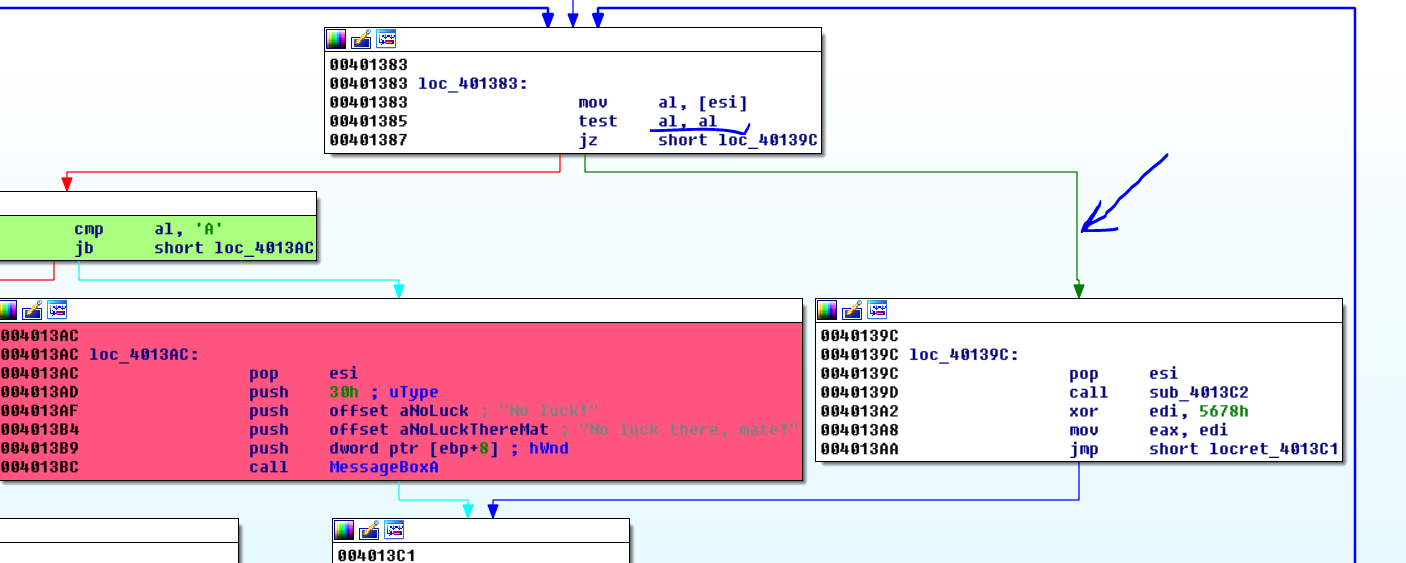 00401383
00401383 loc_401383:
00401383 mov al, [esi]
00401385 test al, al
00401387 jz short loc_40139C
cmp al, 'A'
jb short loc_4013AC
004013AC
004013AC loc_4013AC:
004013AC pop esi
004013AD push 30h ; uType
004013AF push offset aNoLuck ; "No luck!"
004013B4 push offset aNoLuckThereMat ; "No luck there, mate!"
004013B9 push dword ptr [ebp+8] ; hWnd
004013BC call MessageBoxA
0040139C
0040139C loc_40139C:
0040139C pop esi
0040139D call sub_4013C2
004013A2 xor edi, 5678h
004013A8 mov eax, edi
004013AA jmp short locret_4013C1
004013C1